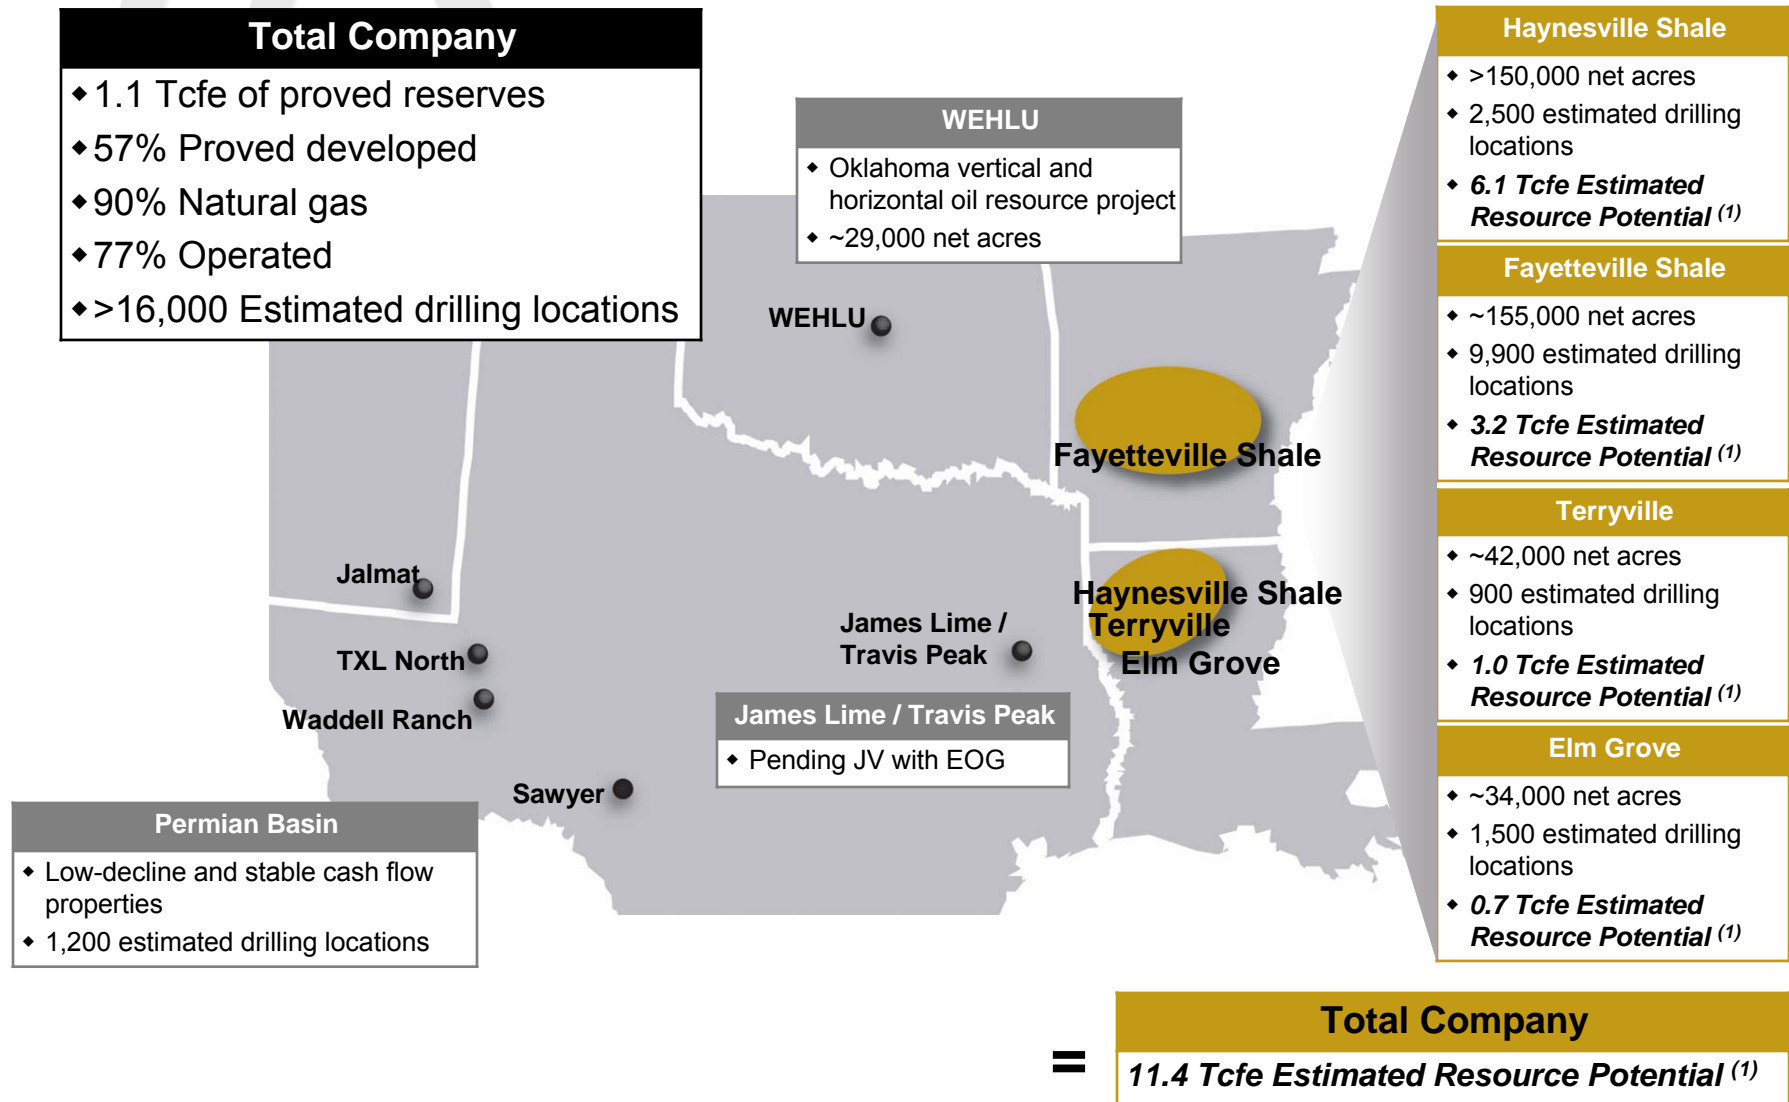 Total Company
◆ 1.1 Tcfe of proved reserves
◆ 57% Proved developed
◆ 90% Natural gas
◆ 77% Operated
◆ >16,000 Estimated drilling locations
WEHLU
◆ Oklahoma vertical and
horizontal oil resource project
◆ ~29,000 net acres
WEHLU
Fayetteville Shale
Jalmat
TXL North
Waddell Ranch
Sawyer
James Lime /
Travis Peak
Haynesville Shale
Terryville
Elm Grove
James Lime / Travis Peak
◆ Pending JV with EOG
Permian Basin
◆ Low-decline and stable cash flow
properties
◆ 1,200 estimated drilling locations
Haynesville Shale
◆ >150,000 net acres
◆ 2,500 estimated drilling
locations
◆ 6.1 Tcfe Estimated
Resource Potential (1)
Fayetteville Shale
◆ ~155,000 net acres
◆ 9,900 estimated drilling
locations
◆ 3.2 Tcfe Estimated
Resource Potential (1)
Terryville
◆ ~42,000 net acres
◆ 900 estimated drilling
locations
◆ 1.0 Tcfe Estimated
Resource Potential (1)
Elm Grove
◆ ~34,000 net acres
◆ 1,500 estimated drilling
locations
◆ 0.7 Tcfe Estimated
Resource Potential (1)
=
Total Company
11.4 Tcfe Estimated Resource Potential (1)